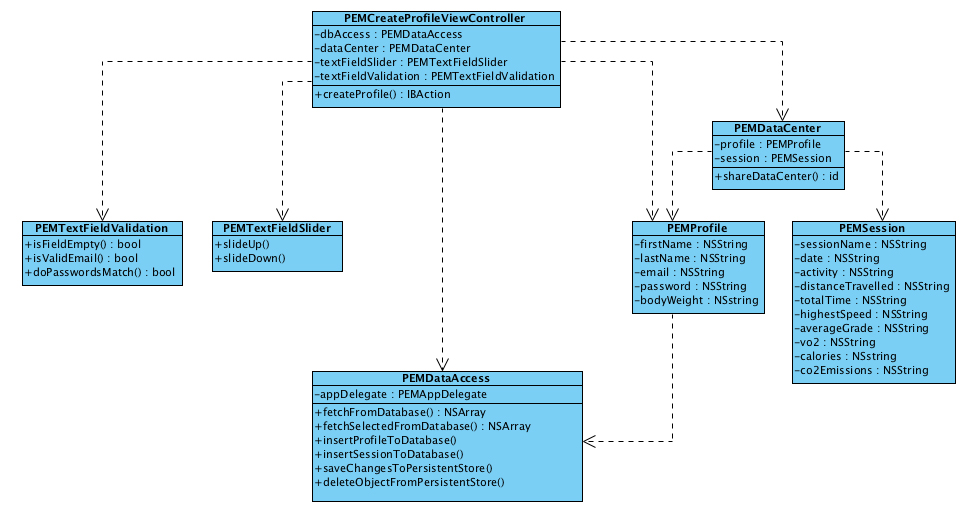 PEMCreateProfileViewController
-dbAccess : PEMDataAccess
-dataCenter : PEMDataCenter
-textFieldSlider : PEMTextFieldSlider
-textFieldValidation : PEMTextFieldValidation
+createProfile() : IBAction
PEMDataCenter
-profile : PEMProfile
-session : PEMSession
+shareDataCenter() : id
PEMTextFieldValidation
+isFieldEmpty() : bool
+isValidEmail() : bool
+doPasswordsMatch() : bool
PEMTextFieldSlider
+slideUp()
+slideDown()
PEMProfile
-firstName : NSString
-lastName : NSString
-email : NSString
-password : NSString
-bodyWeight : NSstring
PEMSession
-sessionName : NSString
-date : NSString
-activity : NSString
-distanceTravelled : NSString
-totalTime : NSString
-highestSpeed : NSString
-averageGrade : NSString
-vo2 : NSString
-calories : NSstring
-co2Emissions : NSString
PEMDataAccess
-appDelegate : PEMAppDelegate
+fetchFromDatabase() : NSArray
+fetchSelectedFromDatabase() : NSArray
+insertProfileToDatabase()
+insertSessionToDatabase()
+saveChangesToPersistentStore()
+deleteObjectFromPersistentStore()